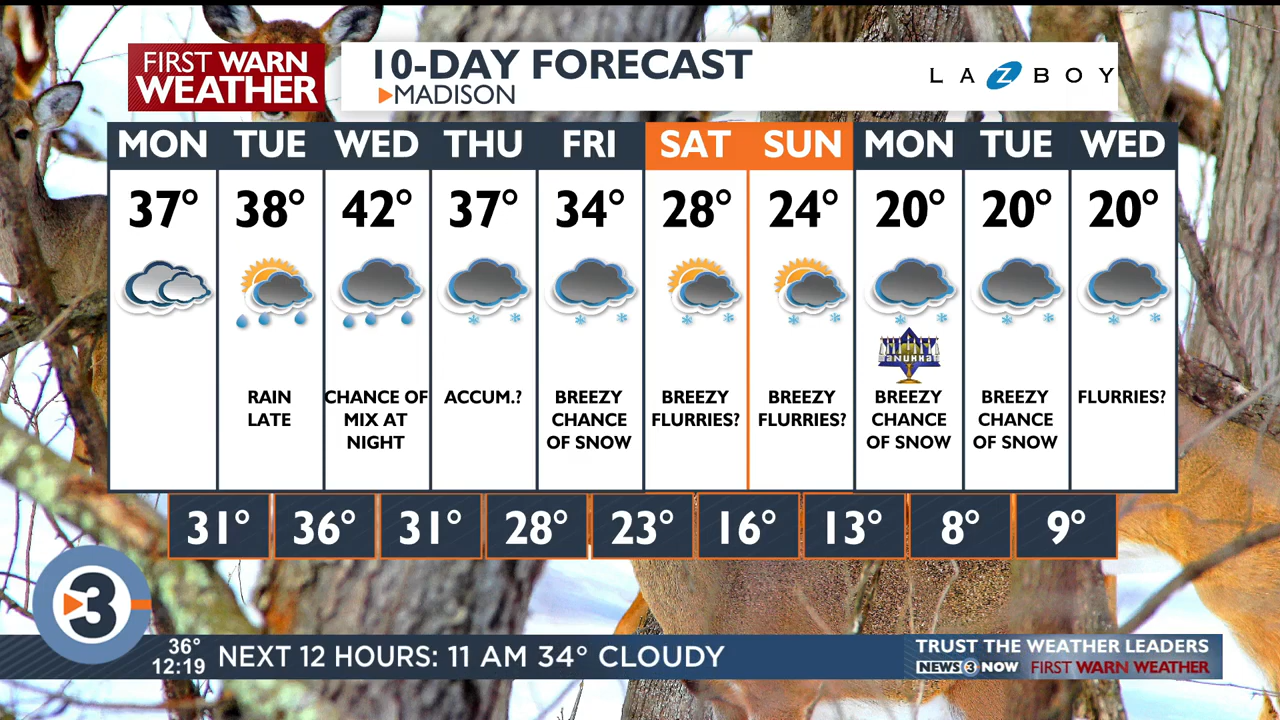 FIRST WARN
WEATHER
10-DAY FORECAST
MADISON
LA Z BOY
MON TUE WED THU FRI SAT SUN MON TUE WED
37° 38° 42° 37° 34° 28° 24° 20° 20° 20°
HANUKKAH
RAIN
LATE
CHANCE OF
MIX AT
NIGHT
ACCUM.?
BREEZY
CHANCE
OF SNOW
BREEZY
FLURRIES?
BREEZY
FLURRIES?
BREEZY
CHANCE
OF SNOW
BREEZY
CHANCE
OF SNOW
FLURRIES?
31° 36° 31° 28° 23° 16° 13° 8° 9°
3
36°
12:19
NEXT 12 HOURS: 11 AM 34° CLOUDY
TRUST THE WEATHER LEADERS
NEWS 3 NOW FIRST WARN WEATHER